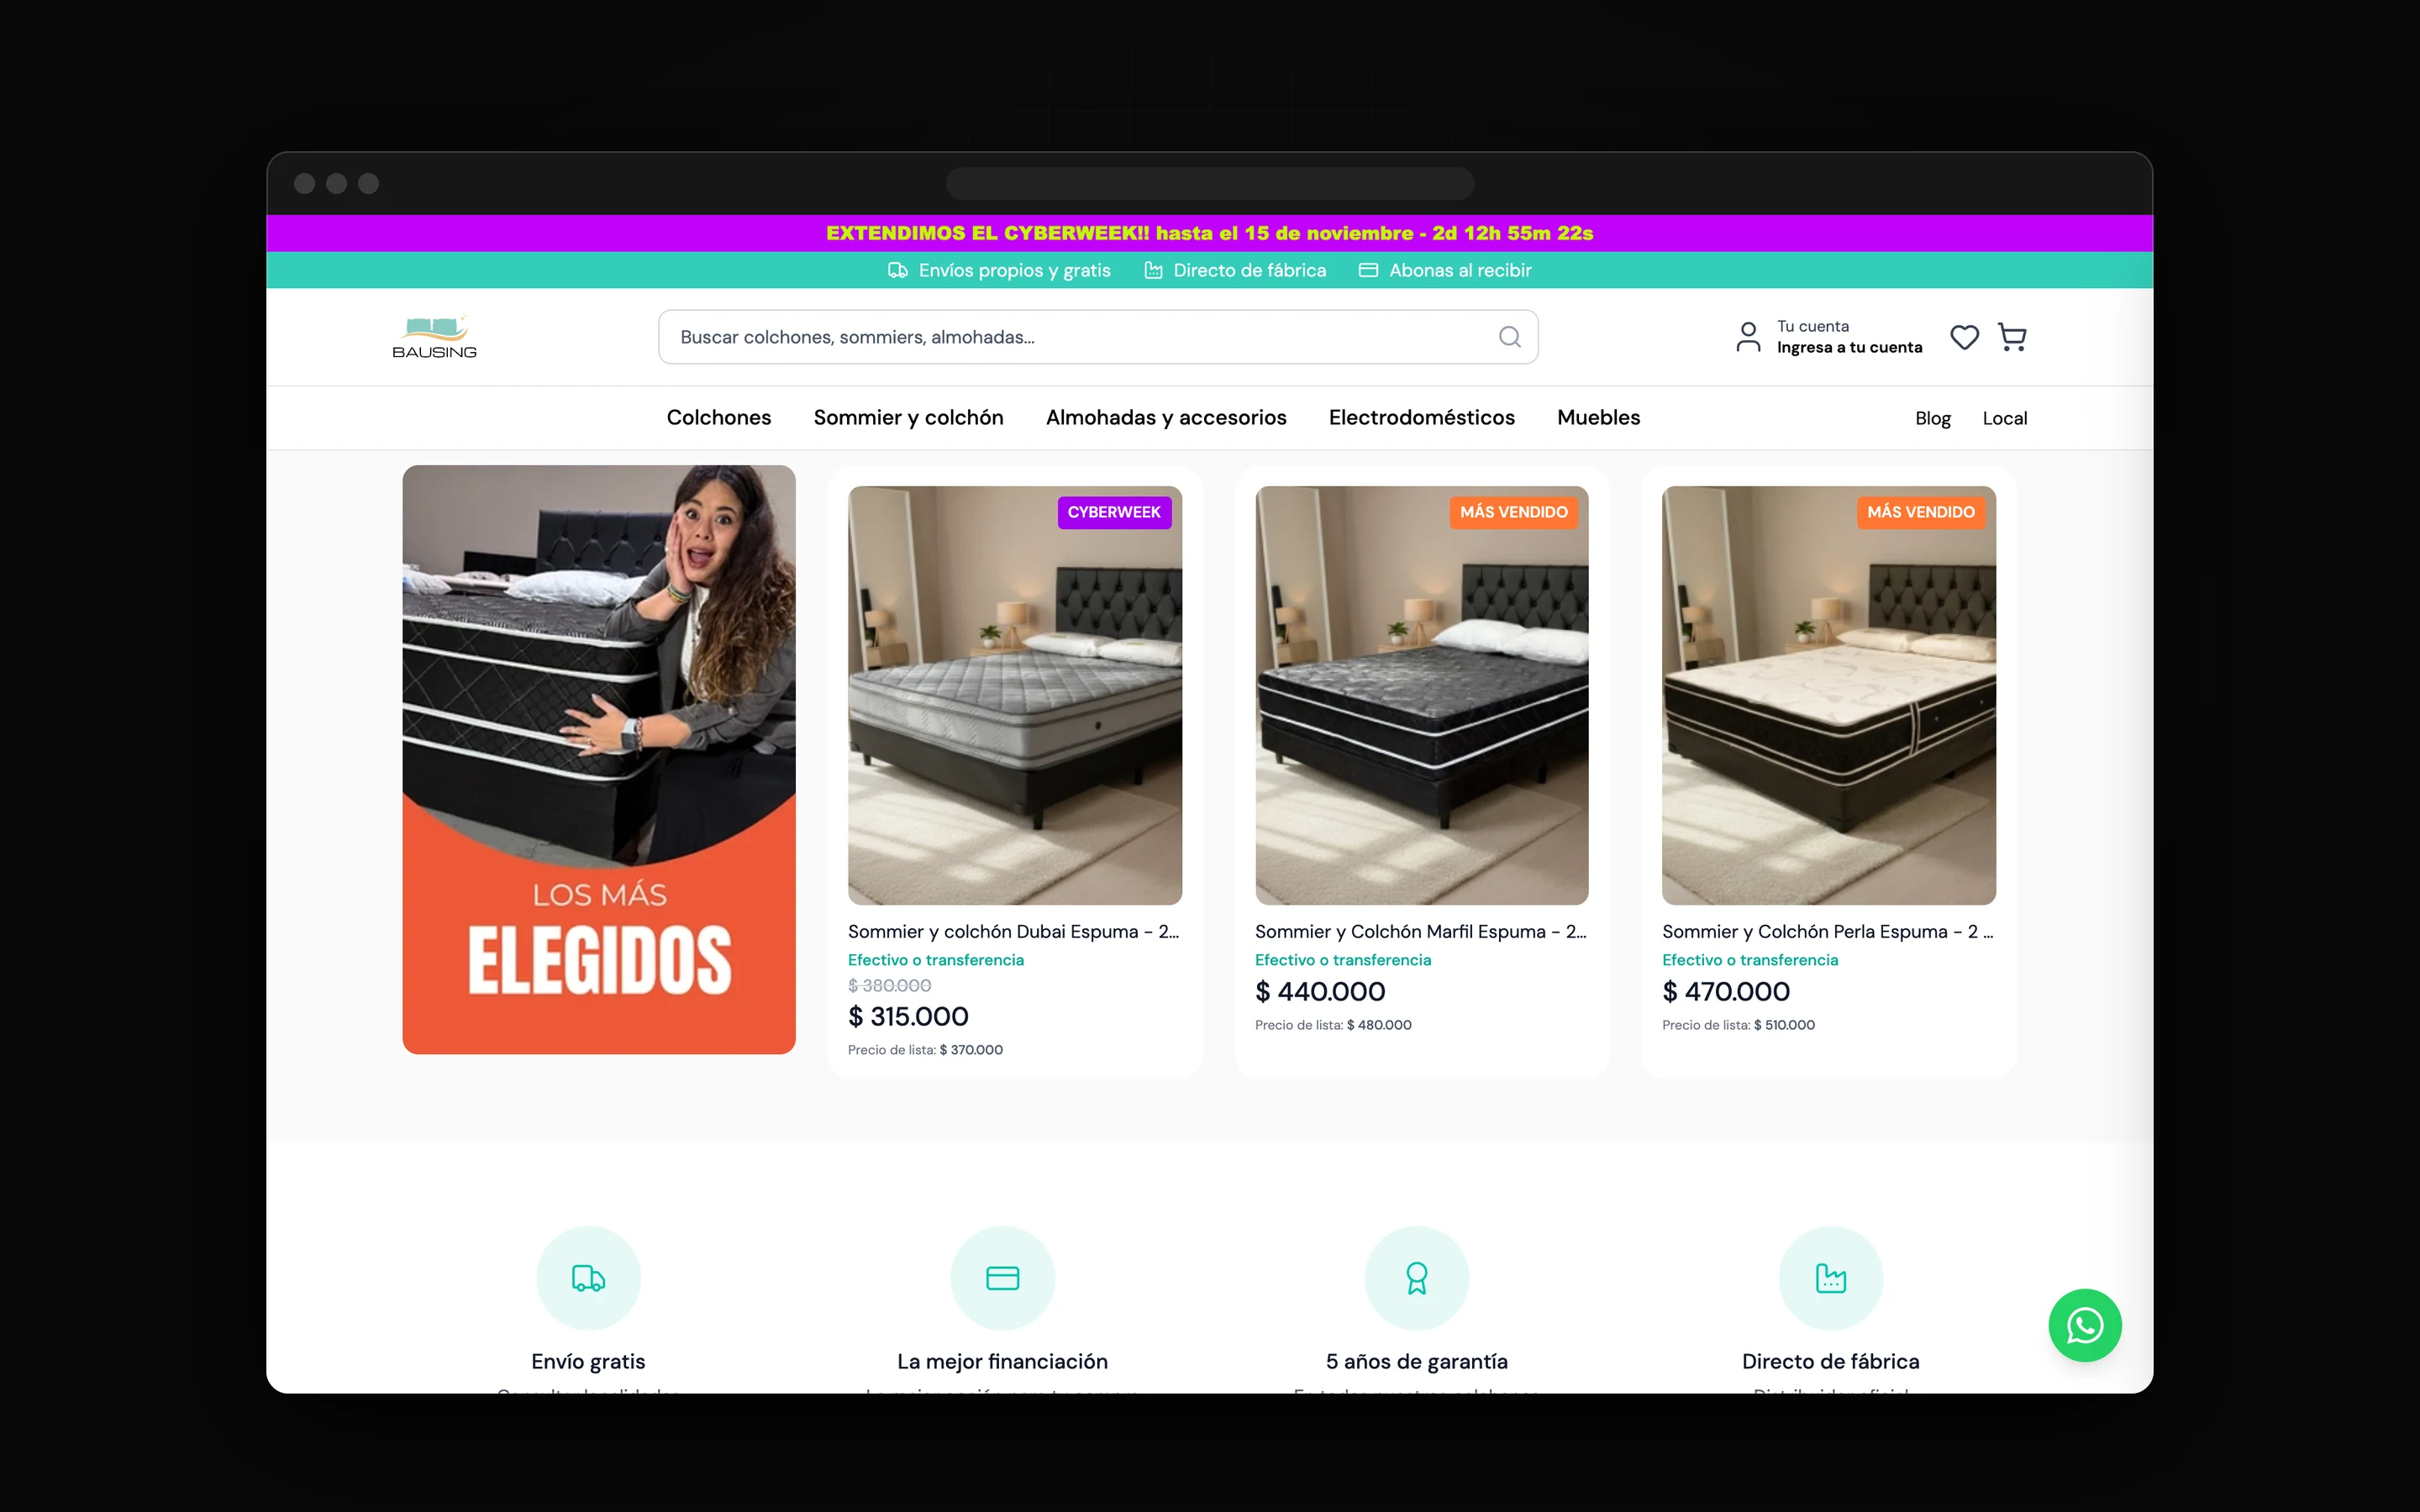 EXTENDIMOS EL CYBERWEEK!! hasta el 15 de noviembre - 2d 12h 55m 22s
Envíos propios y gratis
Directo de fábrica
Abonas al recibir
BAUSING
Buscar colchones, sommiers, almohadas...
Tu cuenta
Ingresa a tu cuenta
Colchones
Sommier y colchón
Almohadas y accesorios
Electrodomésticos
Muebles
Blog
Local
LOS MÁS
ELEGIDOS
CYBERWEEK
Sommier y colchón Dubai Espuma - 2...
Efectivo o transferencia
$ 380.000
$ 315.000
Precio de lista: $ 370.000
MÁS VENDIDO
Sommier y Colchón Marfil Espuma - 2...
Efectivo o transferencia
$ 440.000
Precio de lista: $ 480.000
MÁS VENDIDO
Sommier y Colchón Perla Espuma - 2 ...
Efectivo o transferencia
$ 470.000
Precio de lista: $ 510.000
Envío gratis
La mejor financiación
5 años de garantía
Directo de fábrica